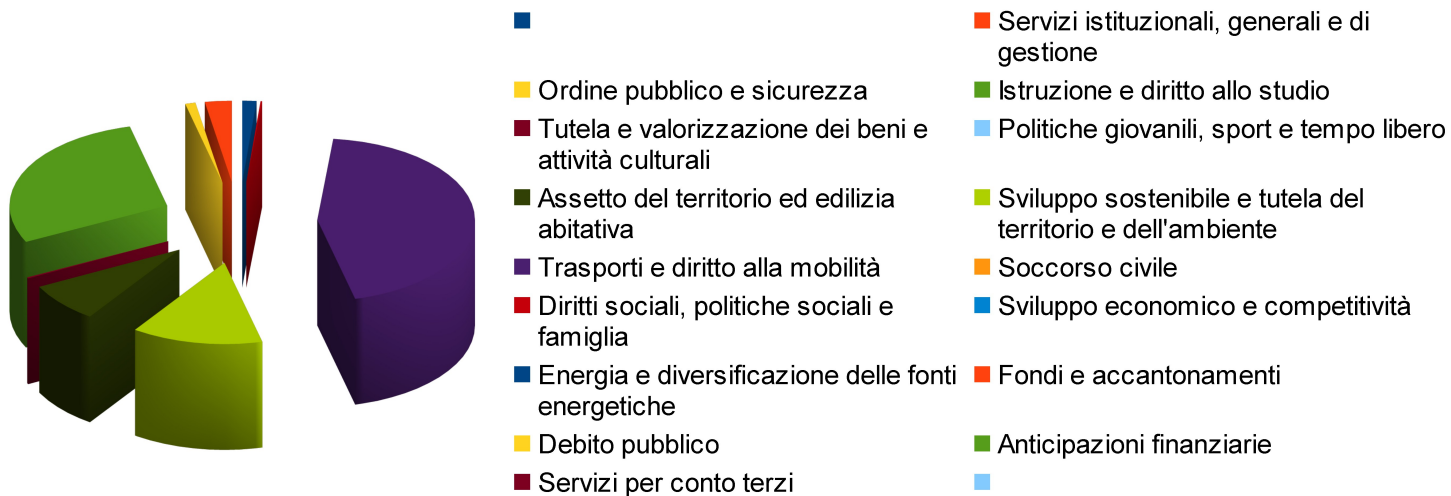 Servizi istituzionali, generali e di
gestione
Ordine pubblico e sicurezza
Istruzione e diritto allo studio
Tutela e valorizzazione dei beni e
attività culturali
Politiche giovanili, sport e tempo libero
Assetto del territorio ed edilizia
abitativa
Sviluppo sostenibile e tutela del
territorio e dell'ambiente
Trasporti e diritto alla mobilità
Soccorso civile
Diritti sociali, politiche sociali e
famiglia
Sviluppo economico e competitività
Energia e diversificazione delle fonti
energetiche
Fondi e accantonamenti
Debito pubblico
Anticipazioni finanziarie
Servizi per conto terzi